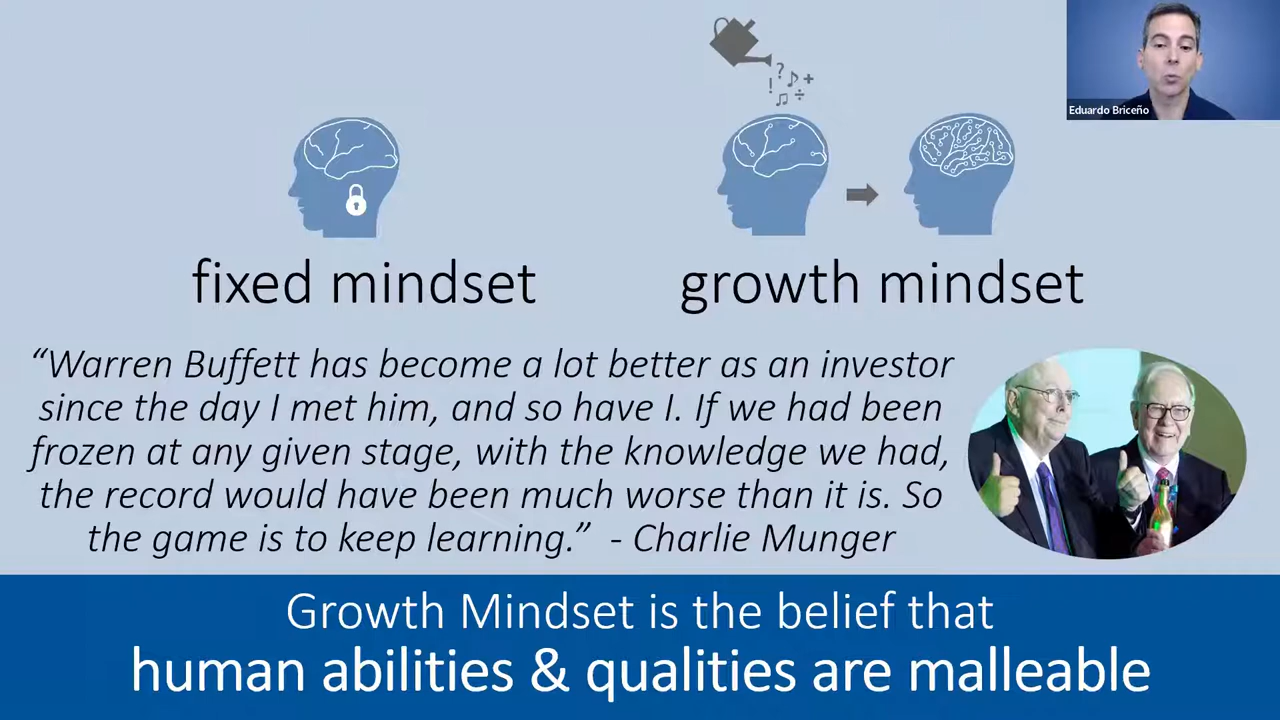 Eduardo Briceño
fixed mindset
growth mindset
“Warren Buffett has become a lot better as an investor
since the day I met him, and so have I. If we had been
frozen at any given stage, with the knowledge we had,
the record would have been much worse than it is. So
the game is to keep learning.” - Charlie Munger
Growth Mindset is the belief that
human abilities & qualities are malleable